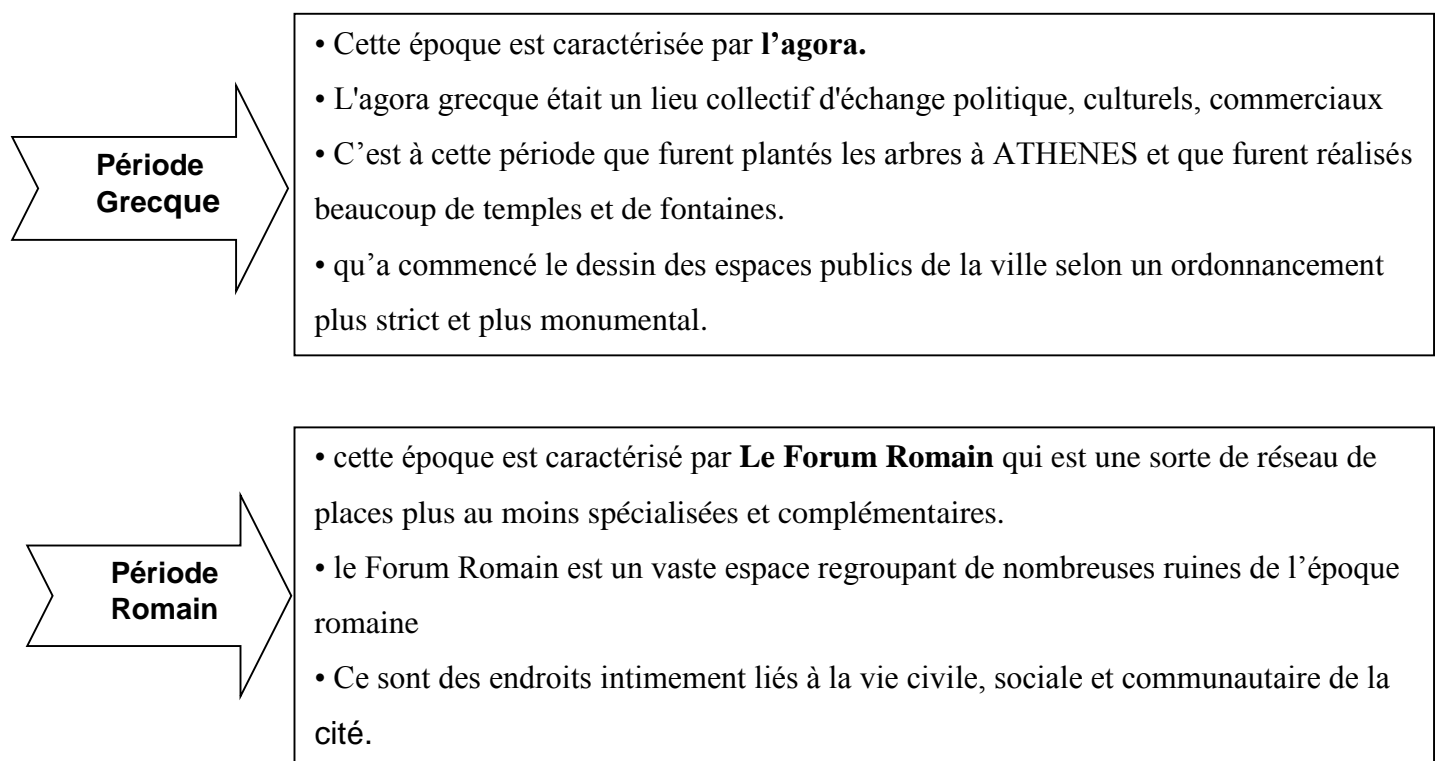 Période
Grecque
• Cette époque est caractérisée par l’agora.
• L'agora grecque était un lieu collectif d'échange politique, culturels, commerciaux
• C’est à cette période que furent plantés les arbres à ATHENES et que furent réalisés
beaucoup de temples et de fontaines.
• qu’a commencé le dessin des espaces publics de la ville selon un ordonnancement
plus strict et plus monumental.
Période
Romain
• cette époque est caractérisé par Le Forum Romain qui est une sorte de réseau de
places plus au moins spécialisées et complémentaires.
• le Forum Romain est un vaste espace regroupant de nombreuses ruines de l’époque
romaine
• Ce sont des endroits intimement liés à la vie civile, sociale et communautaire de la
cité.